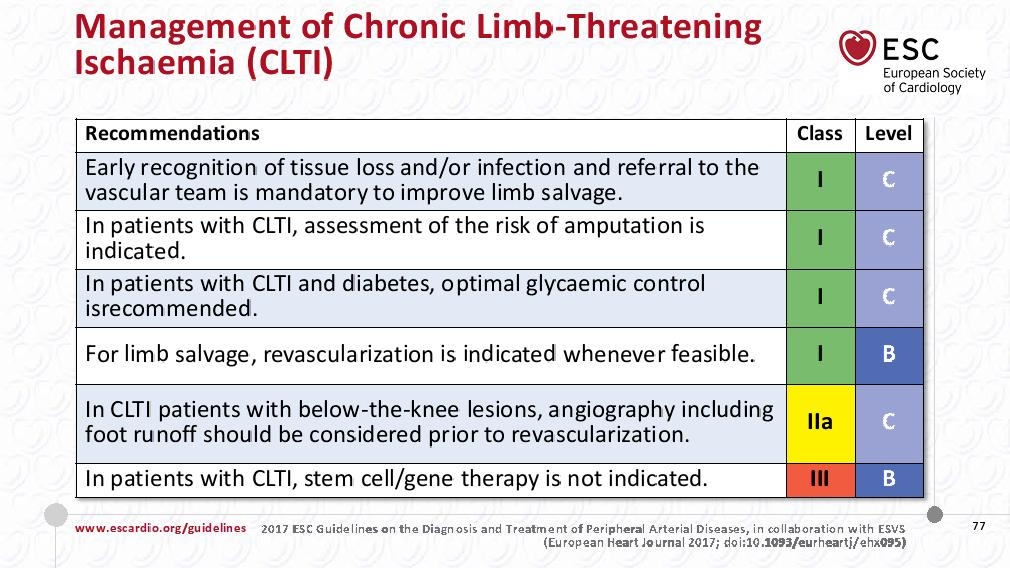 Management of Chronic Limb-Threatening
Ischaemia (CLTI)
ESC
European Society
of Cardiology
Recommendations Class Level
Early recognition of tissue loss and/or infection and referral to the
vascular team is mandatory to improve limb salvage.
I C
In patients with CLTI, assessment of the risk of amputation is
indicated.
I C
In patients with CLTI and diabetes, optimal glycaemic control
isrecommended.
I C
For limb salvage, revascularization is indicated whenever feasible. I B
In CLTI patients with below-the-knee lesions, angiography including
foot runoff should be considered prior to revascularization.
IIa C
In patients with CLTI, stem cell/gene therapy is not indicated. III B
www.escardio.org/guidelines 2017 ESC Guidelines on the Diagnosis and Treatment of Peripheral Arterial Diseases, in collaboration with ESVS
(European Heart Journal 2017; doi:10.1093/eurheartj/ehx095)
77